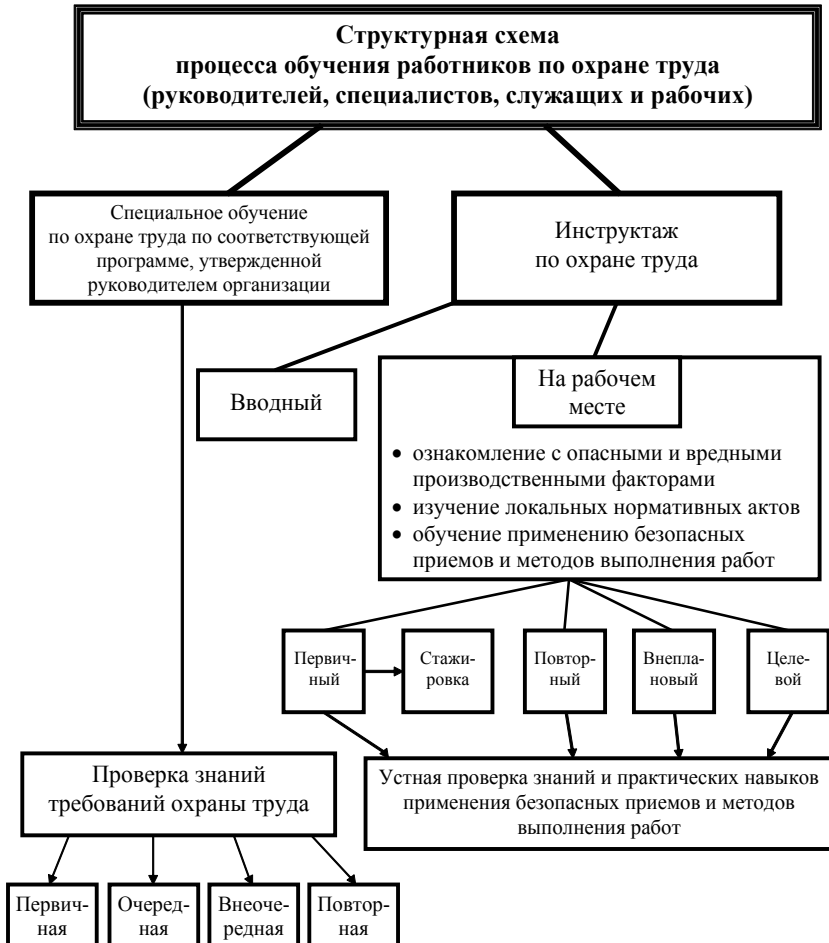 Структурная схема
процесса обучения работников по охране труда
(руководителей, специалистов, служащих и рабочих)
Специальное обучение
по охране труда по соответствующей
программе, утвержденной
руководителем организации
Инструктаж
по охране труда
Вводный
На рабочем
месте
• ознакомление с опасными и вредными
производственными факторами
• изучение локальных нормативных актов
• обучение применению безопасных
приемов и методов выполнения работ
Первич-
ный
Стажи-
ровка
Повтор-
ный
Внепла-
новый
Целе-
вой
Проверка знаний
требований охраны труда
Устная проверка знаний и практических навыков
применения безопасных приемов и методов
выполнения работ
Первич-
ная
Очеред-
ная
Внеоче-
редная
Повтор-
ная